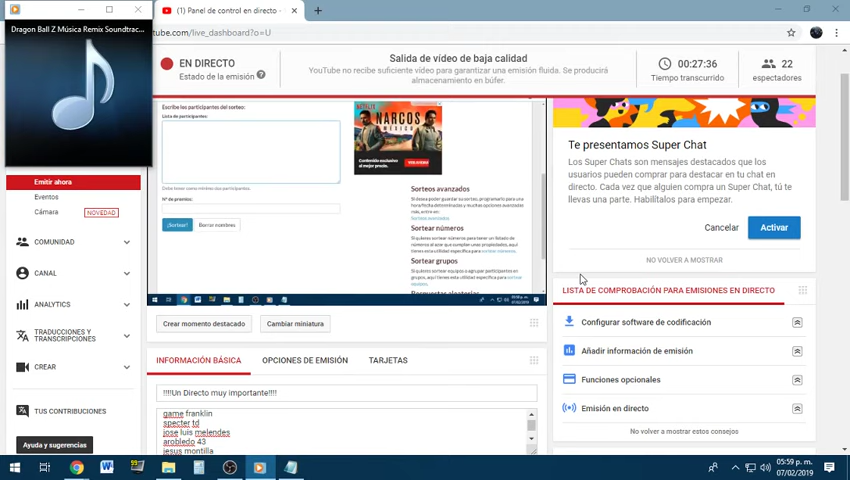 Dragon Ball Z Música Remix Soundtrac...
(1) Panel de control en directo
tube.com/live_dashboard?o=U
EN DIRECTO
Estado de la emisión
Salida de vídeo de baja calidad
YouTube no recibe suficiente vídeo para garantizar una emisión fluida. Se producirá
almacenamiento en búfer.
00:27:36
Tiempo transcurrido
22
espectadores
Emitir ahora
Eventos
Cámara
NOVEDAD
COMUNIDAD
CANAL
ANALYTICS
TRADUCCIONES Y
TRANSCRIPCIONES
CREAR
TUS CONTRIBUCIONES
Ayuda y sugerencias
Escribe los participantes del sorteo:
Lista de participantes:
N° de premios:
¡Sortear!
Borrar nombres
NETFLIX
NARCOS
MÉXICO
Contenido exclusivo
al mejor precio.
Sorteos avanzados
Sortear números
Sortear grupos
Crear momento destacado
Cambiar miniatura
INFORMACIÓN BÁSICA
OPCIONES DE EMISIÓN
TARJETAS
!!!!Un Directo muy importante!!!!
game franklin
specter td
jose luis melendes
arobledo 43
jesus montilla
Te presentamos Super Chat
Los Super Chats son mensajes destacados que los
usuarios pueden comprar para destacar en tu chat en
directo. Cada vez que alguien compra un Super Chat, tú te
llevas una parte. Habilítalos para empezar.
Cancelar
Activar
NO VOLVER A MOSTRAR
LISTA DE COMPROBACIÓN PARA EMISIONES EN DIRECTO
Configurar software de codificación
Añadir información de emisión
Funciones opcionales
Emisión en directo
No volver a mostrar estos consejos
05:59 p. m.
07/02/2019